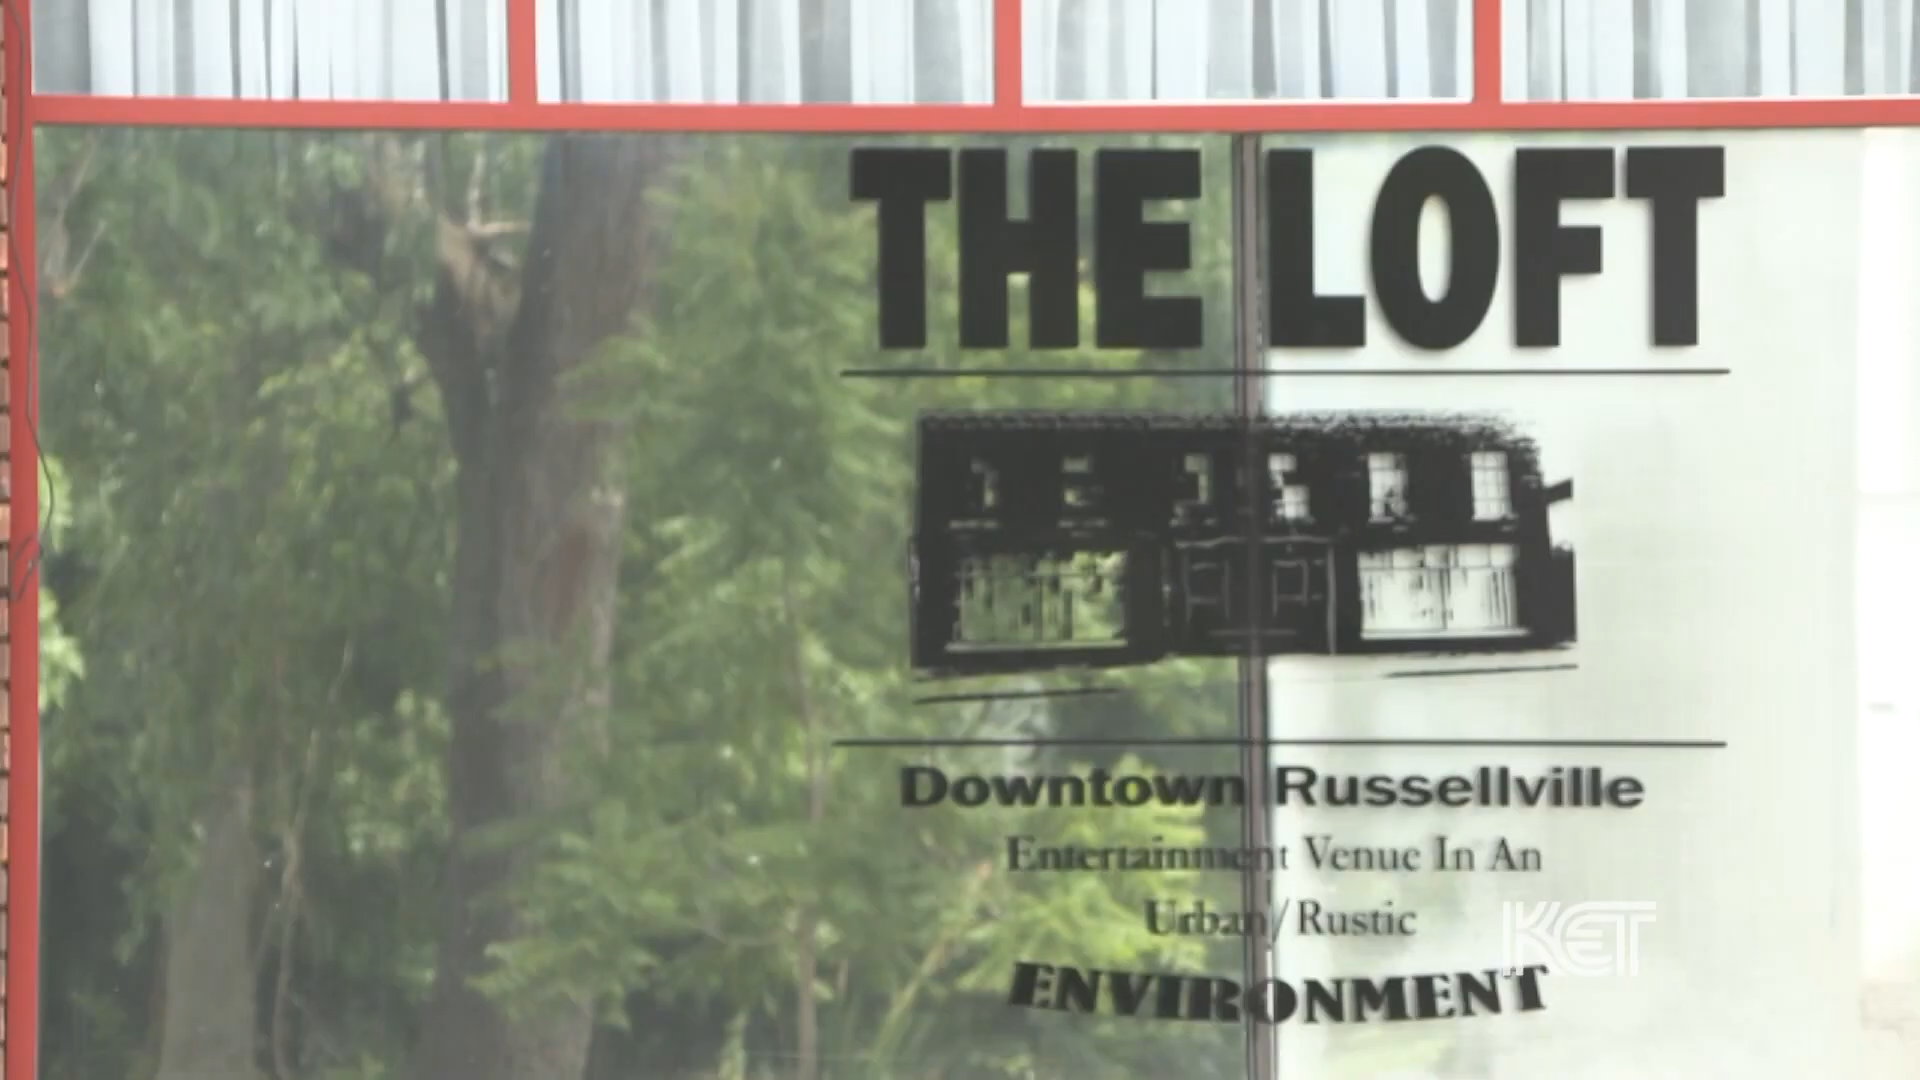 THE LOFT
Downtown Russellville
Entertainment Venue In An
Urban/Rustic
KET
ENVIRONMENT